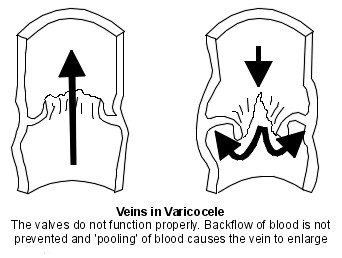 Veins in Varicocele
The valves do not function properly. Backflow of blood is not
prevented and 'pooling' of blood causes the vein to enlarge